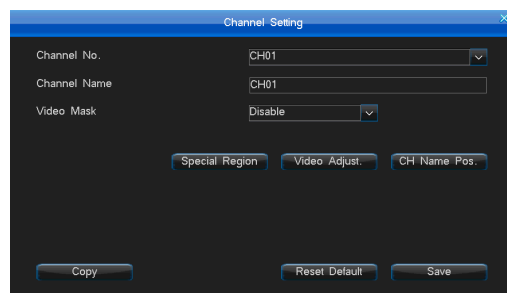 Channel Setting
Channel No. CH01
Channel Name CH01
Video Mask Disable
Special Region Video Adjust. CH Name Pos.
Copy Reset Default Save